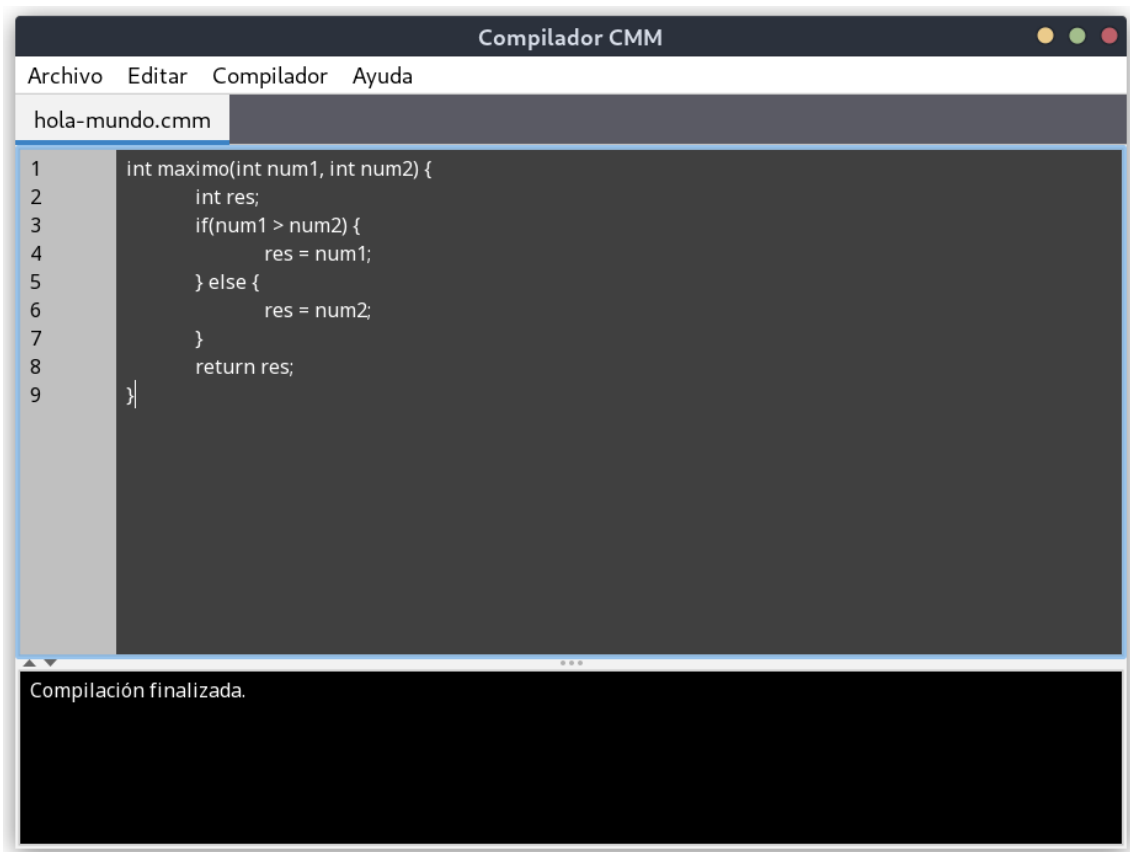 Compilador CMM
Archivo Editar Compilador Ayuda
hola-mundo.cmm
1 int maximo(int num1, int num2) {
2 int res;
3 if(num1 > num2) {
4 res = num1;
5 } else {
6 res = num2;
7 }
8 return res;
9 }
Compilación finalizada.